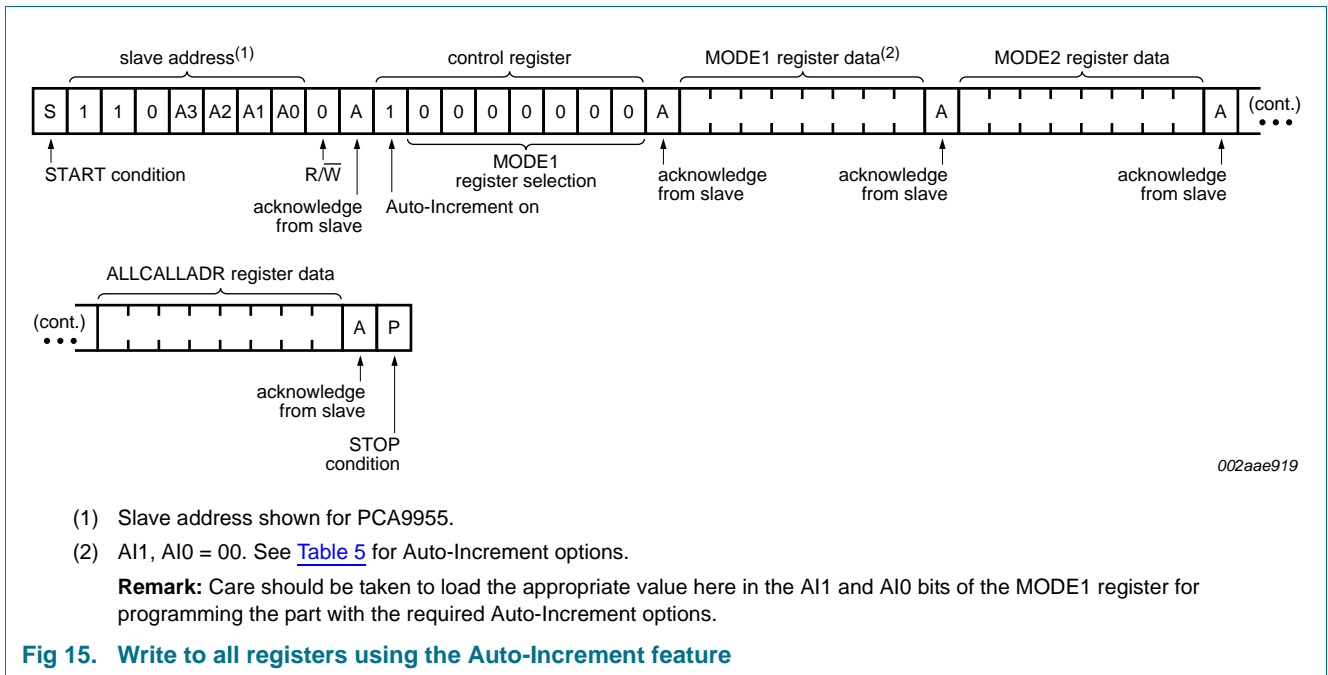 slave address(1)
control register
MODE1 register data(2)
MODE2 register data
S 1 1 0 A3 A2 A1 A0 0 A 1 0 0 0 0 0 0 0 A A A (cont.)
START condition
R/W
acknowledge
from slave
Auto-Increment on
MODE1
register selection
acknowledge
from slave
acknowledge
from slave
acknowledge
from slave
ALLCALLADR register data
(cont.) A P
acknowledge
from slave
STOP
condition
002aae919
(1) Slave address shown for PCA9955.
(2) AI1, AI0 = 00. See Table 5 for Auto-Increment options.
Remark: Care should be taken to load the appropriate value here in the AI1 and AI0 bits of the MODE1 register for
programming the part with the required Auto-Increment options.
Fig 15. Write to all registers using the Auto-Increment feature